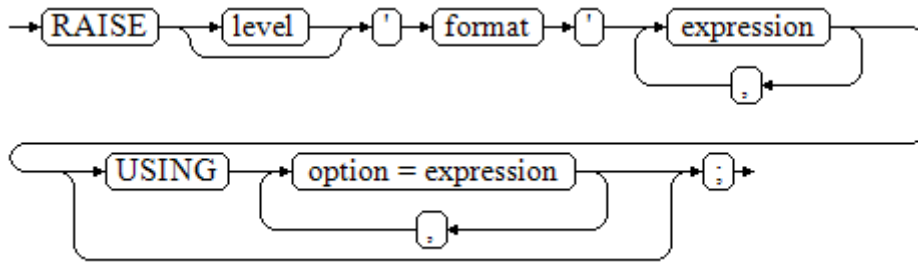 RAISE level ' format ' expression
,
USING option = expression ;
,